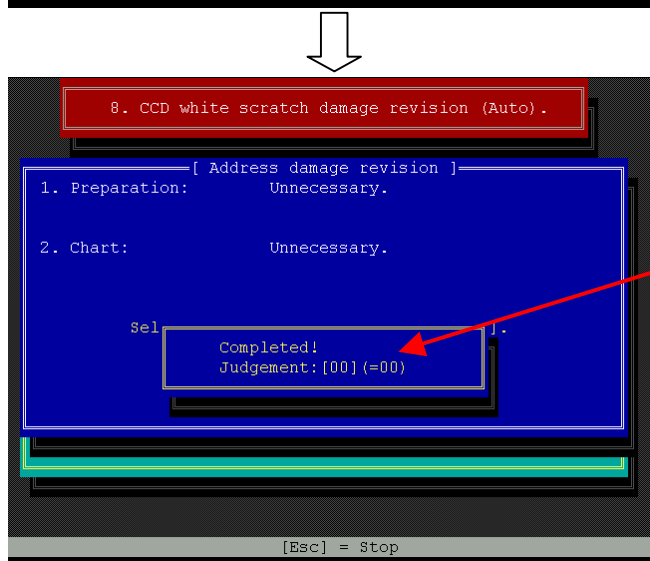 8. CCD white scratch damage revision (Auto).
[ Address damage revision ]
1. Preparation: Unnecessary.
2. Chart: Unnecessary.
Sel ].
Completed!
Judgement:[00](=00)
[Esc] = Stop